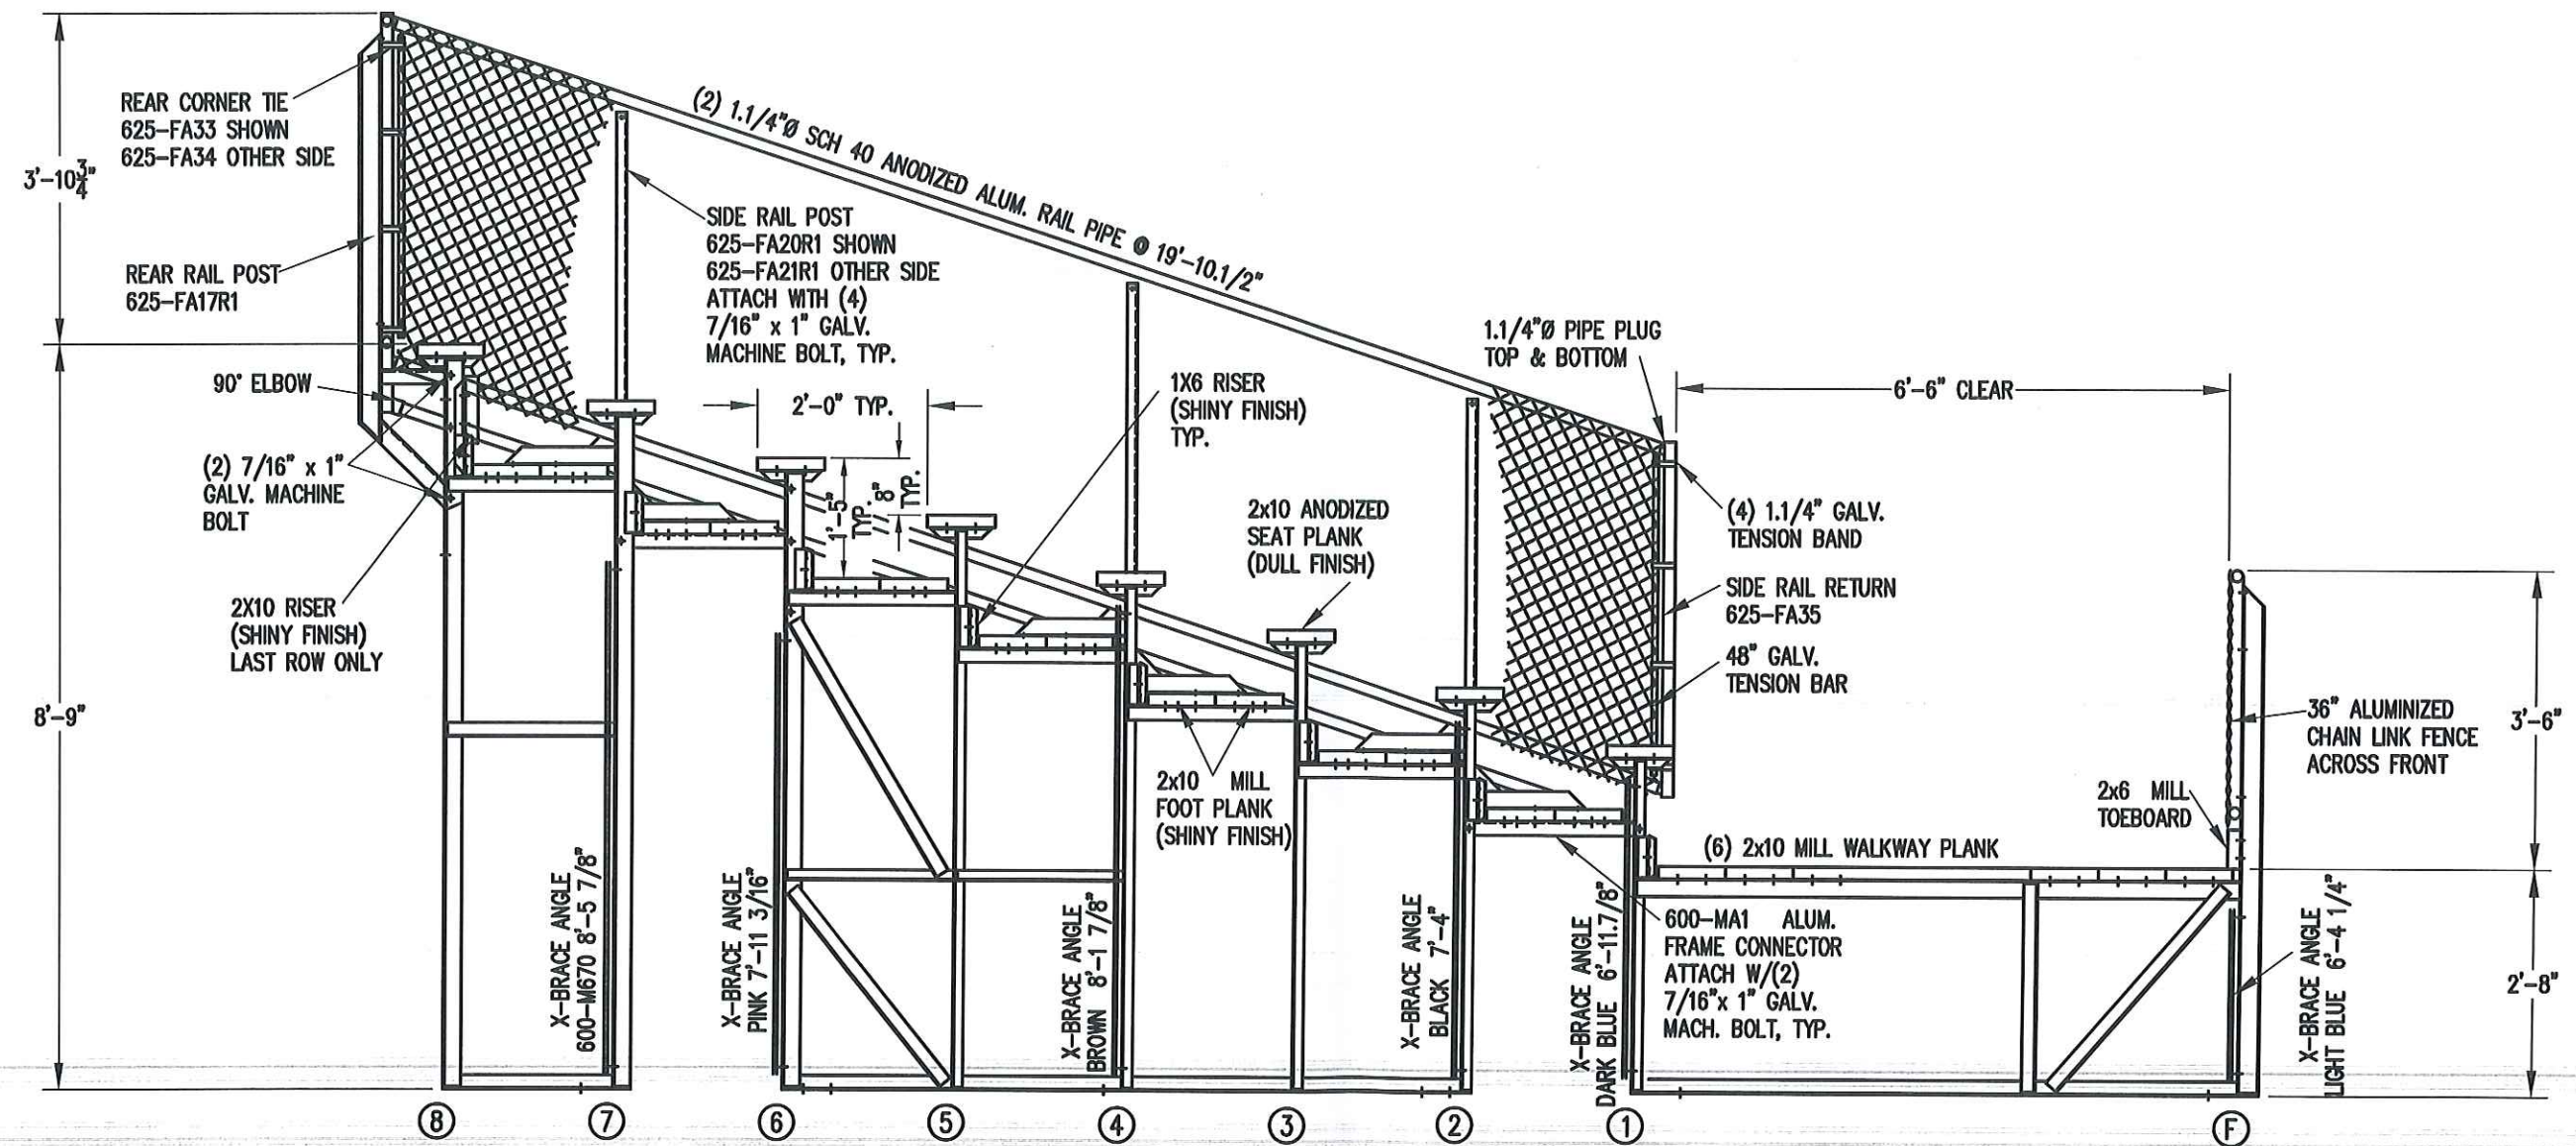 3'-10 3/4"
8'-9"
REAR CORNER TIE
625-FA33 SHOWN
625-FA34 OTHER SIDE
REAR RAIL POST
625-FA17R1
90° ELBOW
(2) 7/16" x 1"
GALV. MACHINE
BOLT
2X10 RISER
(SHINY FINISH)
LAST ROW ONLY
(2) 1.1/4"Ø SCH 40 ANODIZED ALUM. RAIL PIPE @ 19'-10.1/2"
SIDE RAIL POST
625-FA20R1 SHOWN
625-FA21R1 OTHER SIDE
ATTACH WITH (4)
7/16" x 1" GALV.
MACHINE BOLT, TYP.
2'-0" TYP.
1'-5"
TYP.
8"
TYP.
1X6 RISER
(SHINY FINISH)
TYP.
2x10 ANODIZED
SEAT PLANK
(DULL FINISH)
2x10 MILL
FOOT PLANK
(SHINY FINISH)
1.1/4"Ø PIPE PLUG
TOP & BOTTOM
6'-6" CLEAR
(4) 1.1/4" GALV.
TENSION BAND
SIDE RAIL RETURN
625-FA35
48" GALV.
TENSION BAR
36" ALUMINIZED
CHAIN LINK FENCE
ACROSS FRONT
2x6 MILL
TOEBOARD
3'-6"
2'-8"
(6) 2x10 MILL WALKWAY PLANK
600-MA1 ALUM.
FRAME CONNECTOR
ATTACH W/(2)
7/16"x 1" GALV.
MACH. BOLT, TYP.
X-BRACE ANGLE
600-M670 8'-5 7/8"
X-BRACE ANGLE
PINK 7'-11 3/16"
X-BRACE ANGLE
BROWN 8'-1 7/8"
X-BRACE ANGLE
BLACK 7'-4"
X-BRACE ANGLE
DARK BLUE 6'-11.7/8"
X-BRACE ANGLE
LIGHT BLUE 6'-4 1/4"
8
7
6
5
4
3
2
1
F